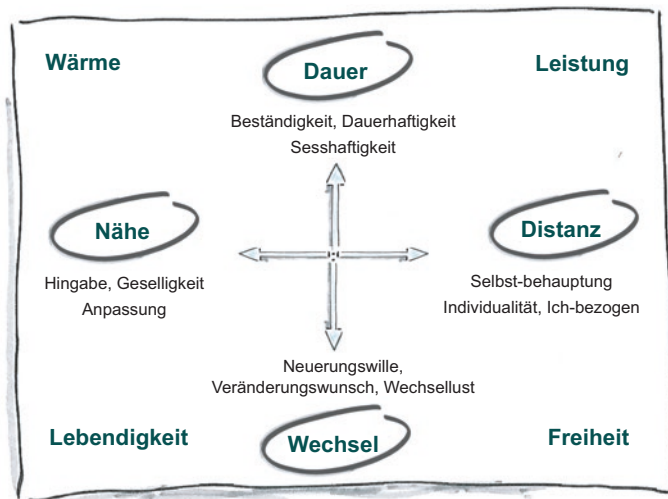 Wärme
Dauer
Leistung
Beständigkeit, Dauerhaftigkeit
Sesshaftigkeit
Nähe
Distanz
Hingabe, Geselligkeit
Anpassung
Selbst-behauptung
Individualität, Ich-bezogen
Neuerungswille,
Veränderungswunsch, Wechsellust
Lebendigkeit
Wechsel
Freiheit